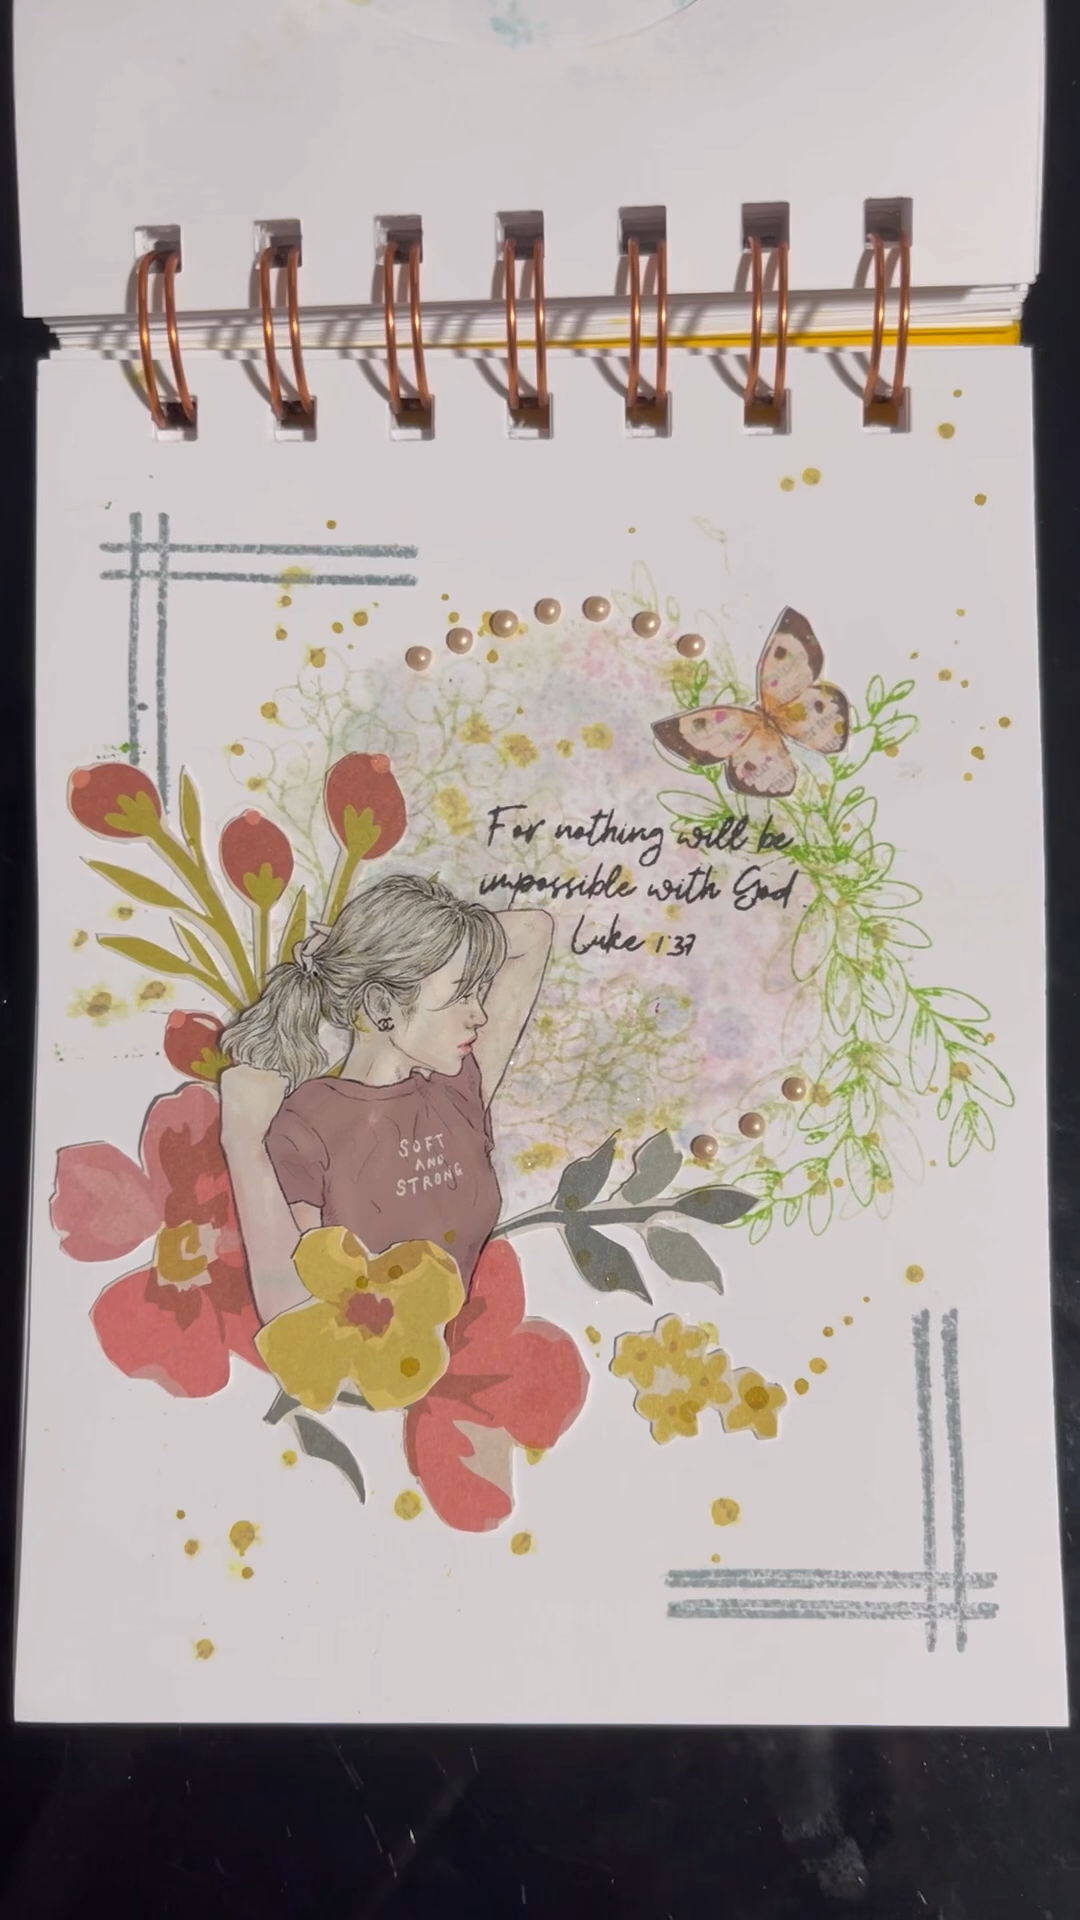 For nothing will be
impossible with God.
Luke 1:37
SOFT
AND
STRONG